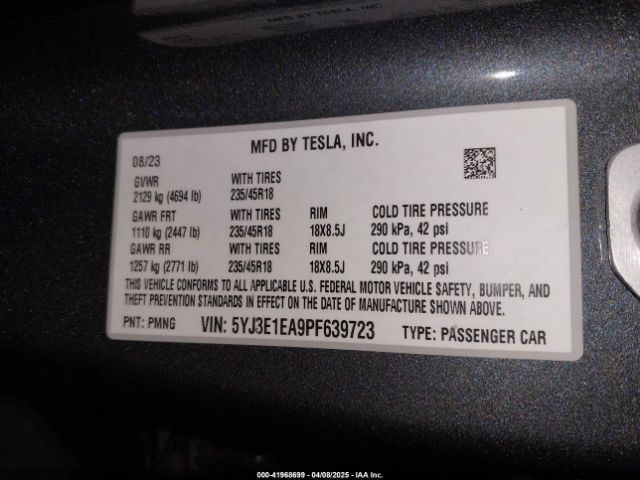 MFD BY TESLA, INC.
MFD BY TESLA, INC.
08/23
GVWR WITH TIRES
2129 kg (4694 lb) 235/45R18
GAWR FRT WITH TIRES RIM COLD TIRE PRESSURE
1110 kg (2447 lb) 235/45R18 18X8.5J 290 kPa, 42 psi
GAWR RR WITH TIRES RIM COLD TIRE PRESSURE
1257 kg (2771 lb) 235/45R18 18X8.5J 290 kPa, 42 psi
THIS VEHICLE CONFORMS TO ALL APPLICABLE U.S. FEDERAL MOTOR VEHICLE SAFETY, BUMPER, AND
THEFT PREVENTION STANDARDS IN EFFECT ON THE DATE OF MANUFACTURE SHOWN ABOVE.
PNT: PMNG VIN: 5YJ3E1EA9PF639723 TYPE: PASSENGER CAR
000-41968699 | 04/08/2025 | IAA Inc.